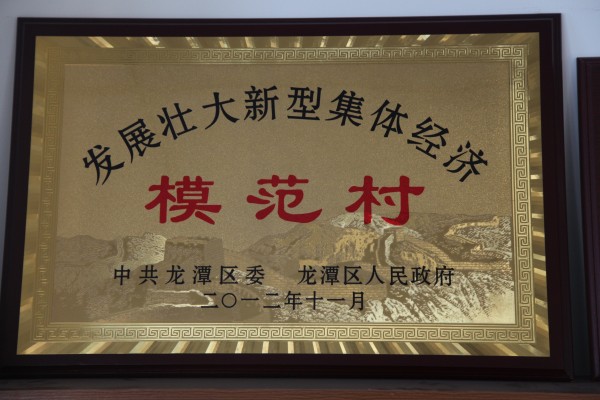 发展壮大新型集体经济
模范村
中共龙潭区委 龙潭区人民政府
二〇一二年十一月